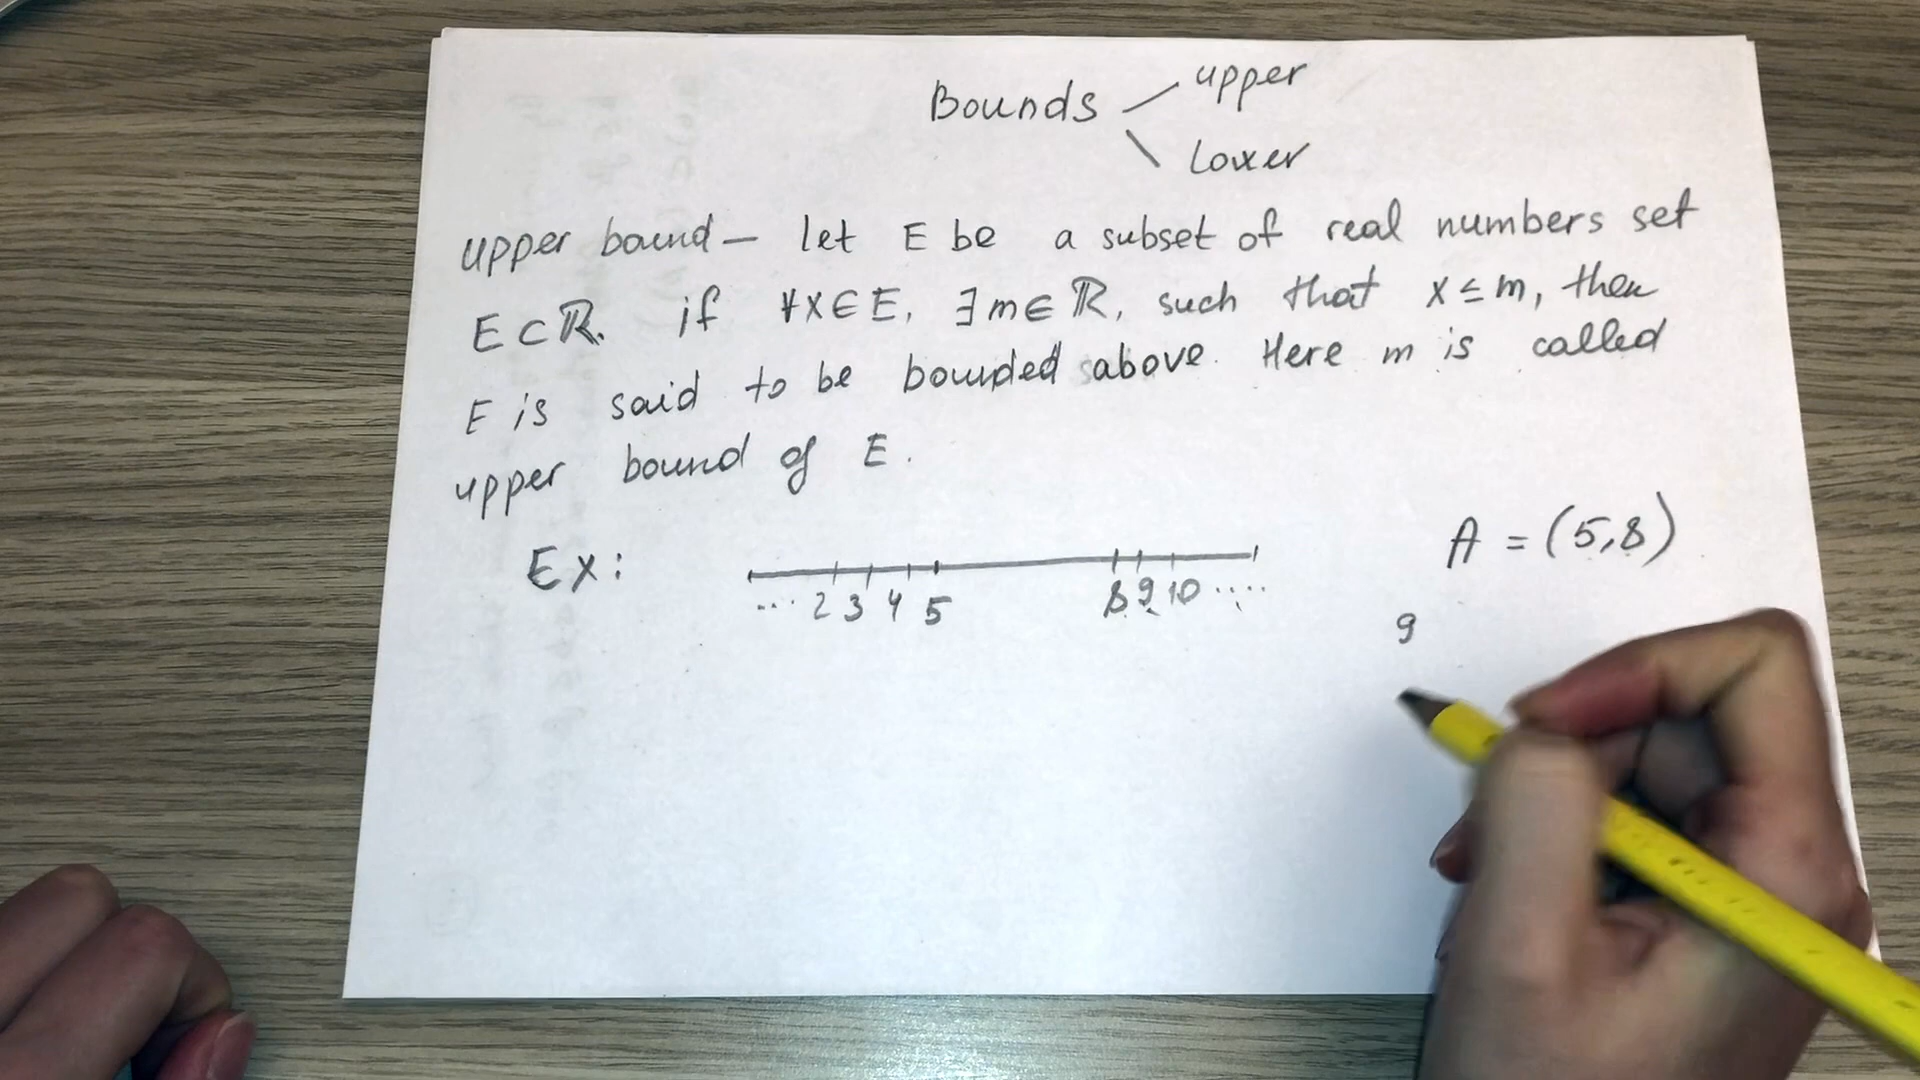 Bounds
upper
Lower
upper bound — let E be a subset of real numbers set
E⊂ℝ. if ∀x∈E, ∃m∈ℝ, such that x≤m, then
E is said to be bounded above. Here m is called
upper bound of E.
Ex:
A = (5,8)
.... 2 3 4 5 8 9 10 .....
9